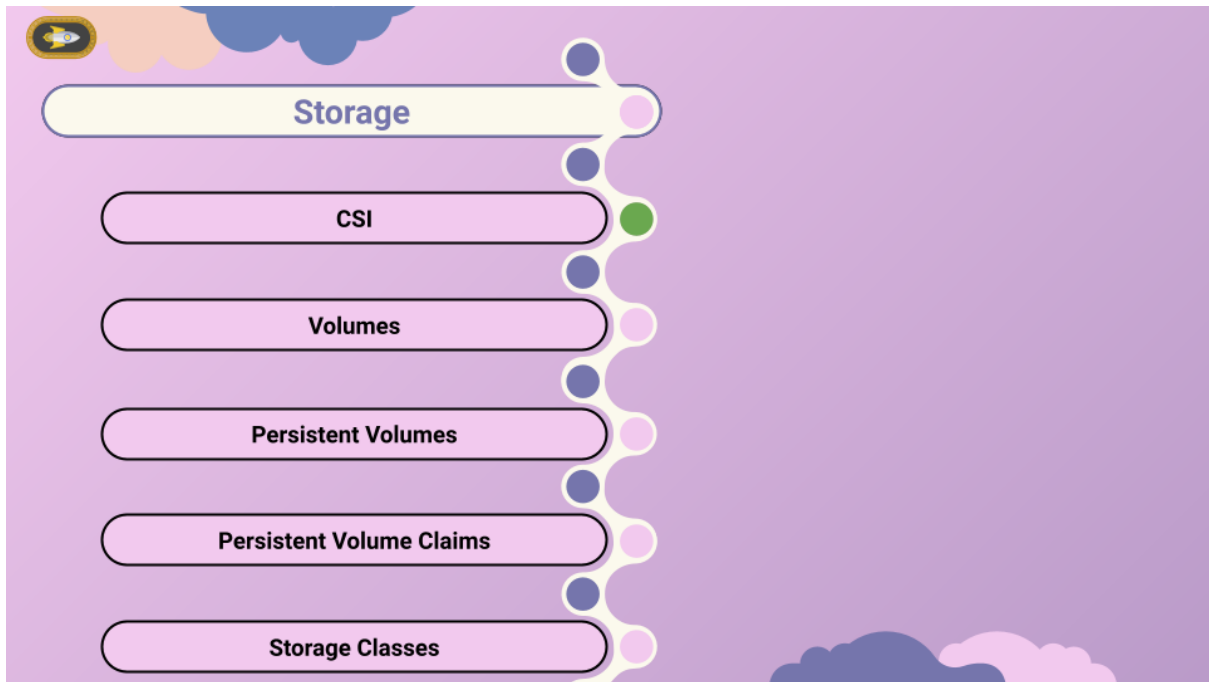 Storage
CSI
Volumes
Persistent Volumes
Persistent Volume Claims
Storage Classes